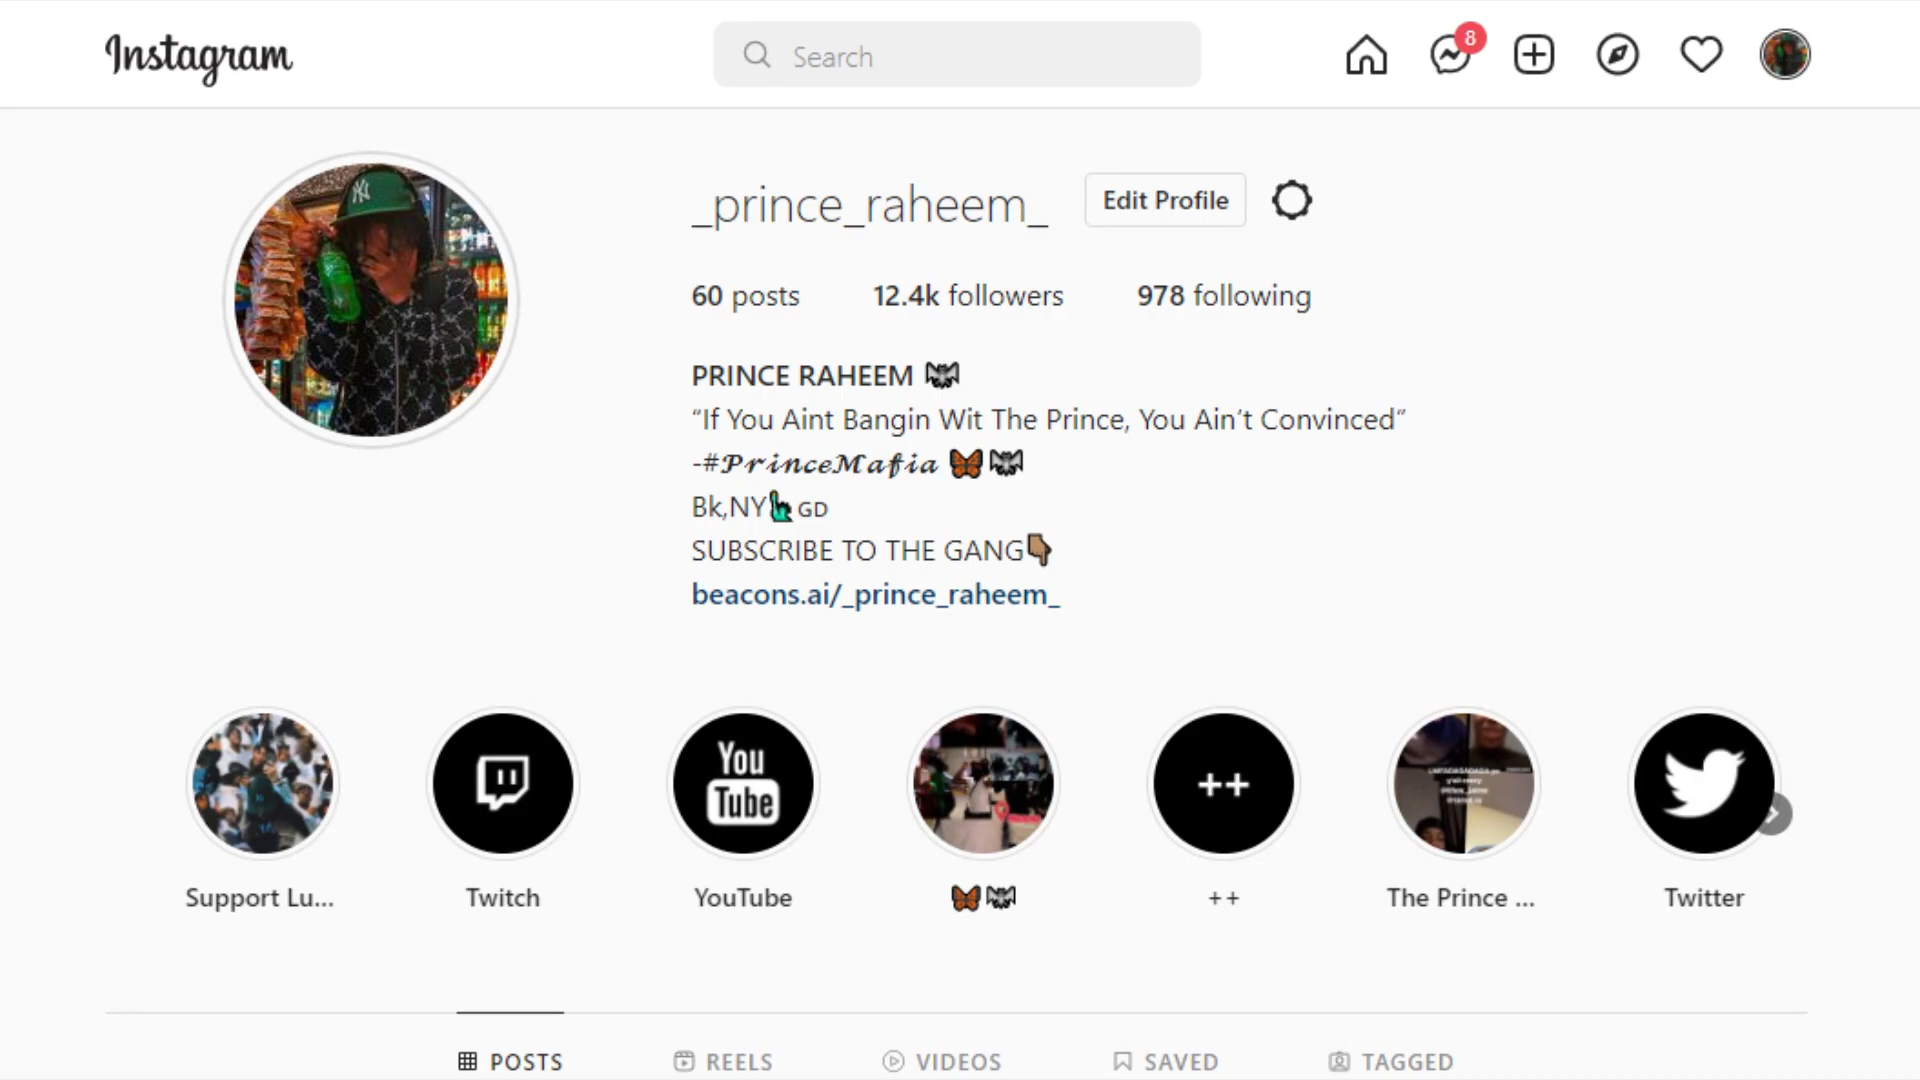 Instagram
Search
8
_prince_raheem_
Edit Profile
60 posts
12.4k followers
978 following
PRINCE RAHEEM 🦇
“If You Aint Bangin Wit The Prince, You Ain’t Convinced”
-#𝓟𝓻𝓲𝓷𝓬𝓮𝓜𝓪𝓯𝓲𝓪 🦋🦇
Bk,NY GD
SUBSCRIBE TO THE GANG👇🏾
beacons.ai/_prince_raheem_
You
Tube
++
Support Lu...
Twitch
YouTube
🦋🦇
++
The Prince ...
Twitter
POSTS
REELS
VIDEOS
SAVED
TAGGED